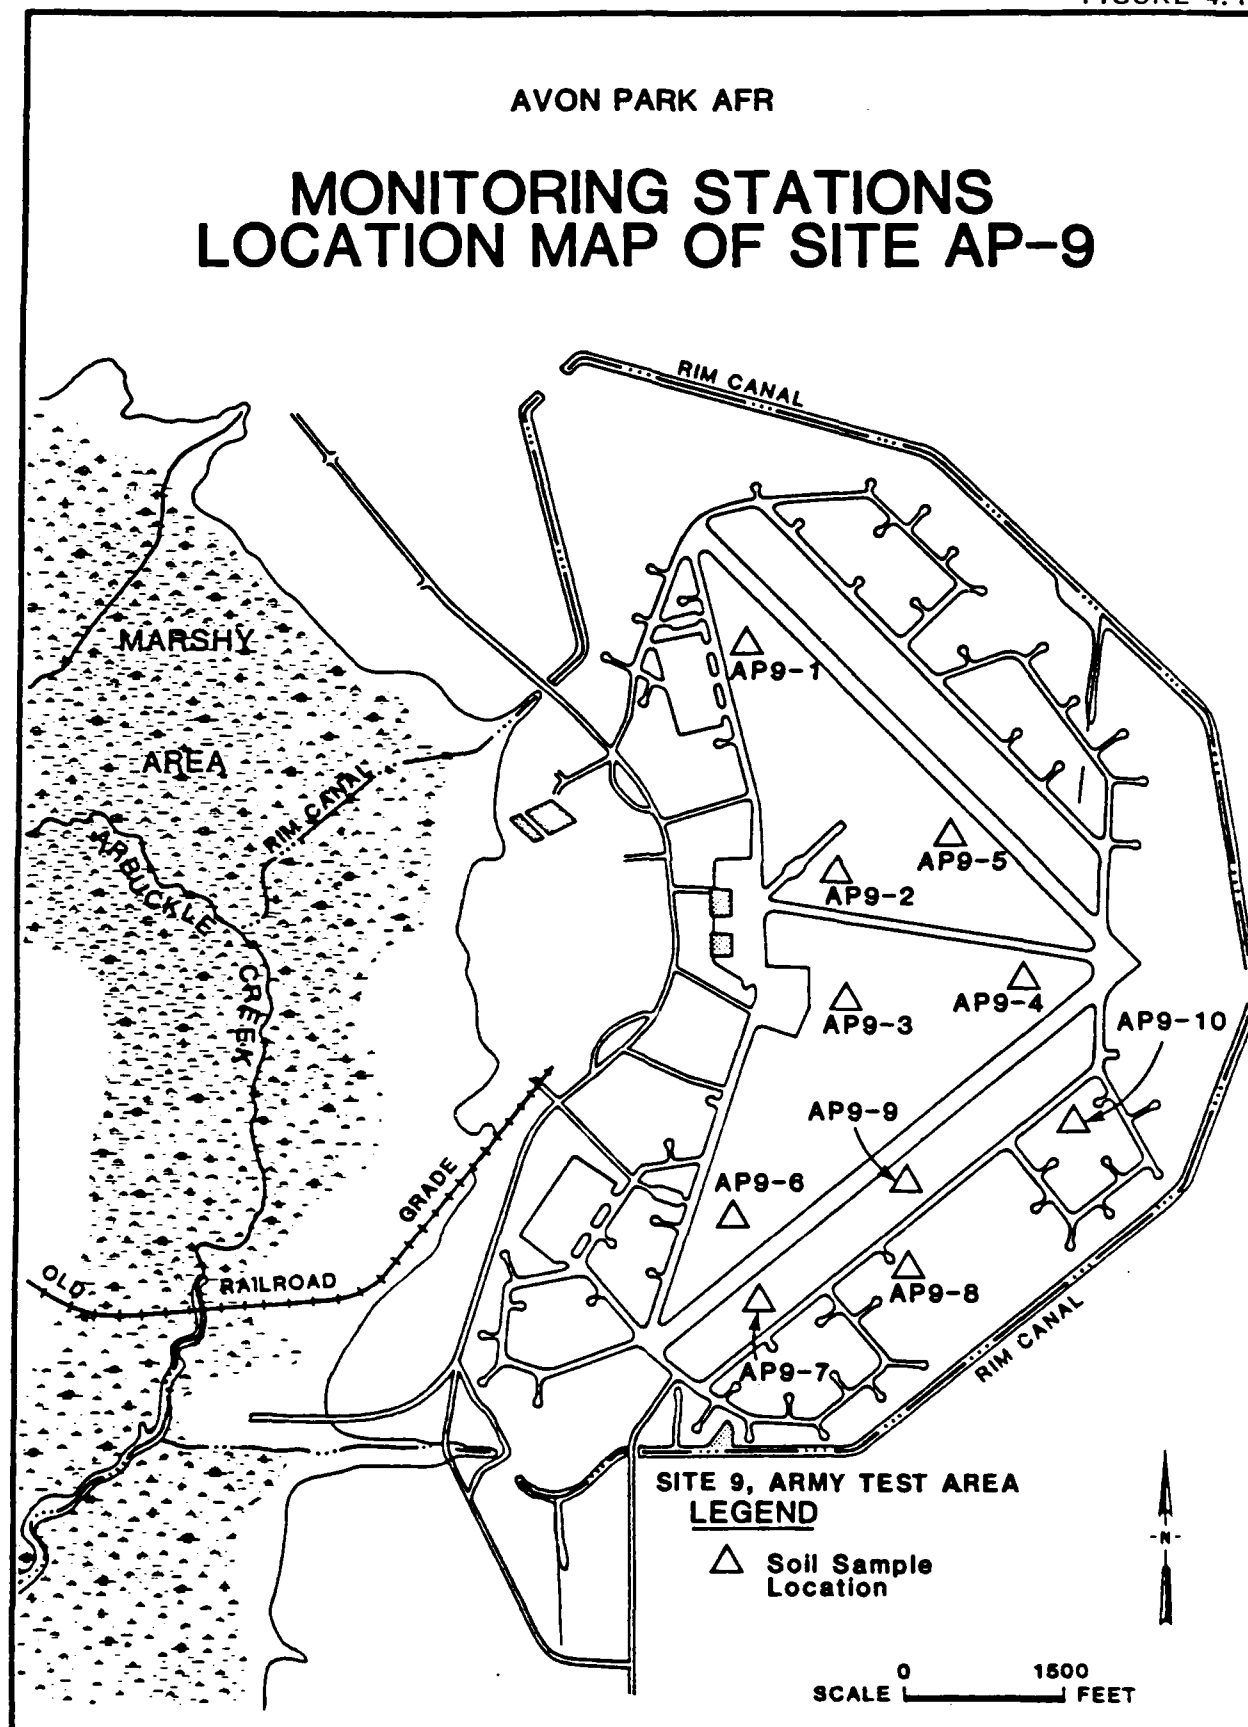 FIGURE 4.
AVON PARK AFR
MONITORING STATIONS
LOCATION MAP OF SITE AP-9
RIM CANAL
MARSHY
AREA
RIM CANAL
ARBUCKLE
CREEK
AP9-1
AP9-5
AP9-2
AP9-4
AP9-3
AP9-10
AP9-9
AP9-6
AP9-8
AP9-7
OLD
RAILROAD
GRADE
RIM CANAL
SITE 9, ARMY TEST AREA
LEGEND
Soil Sample
Location
-N-
0 1500
SCALE FEET